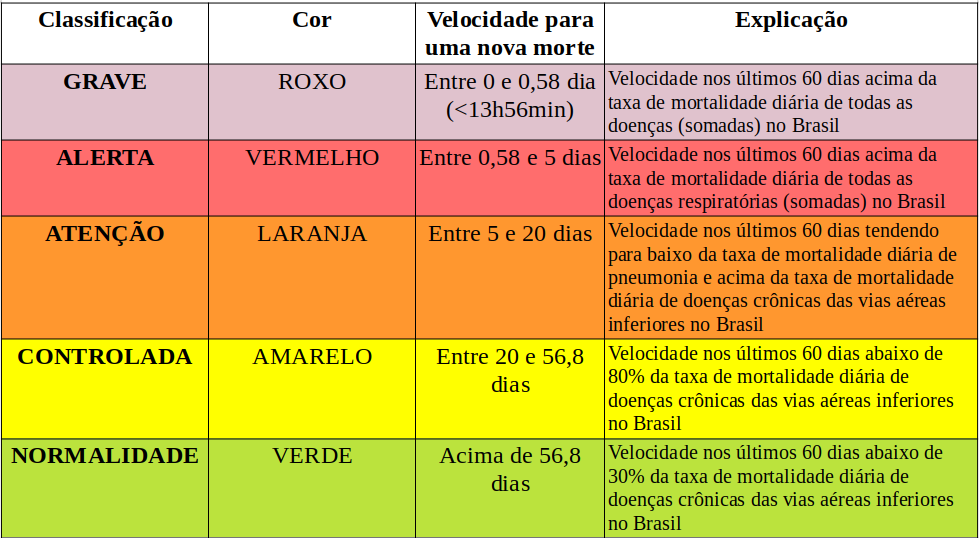 Classificação
Cor
Velocidade para
uma nova morte
Explicação
GRAVE
ROXO
Entre 0 e 0,58 dia
(<13h56min)
Velocidade nos últimos 60 dias acima da
taxa de mortalidade diária de todas as
doenças (somadas) no Brasil
ALERTA
VERMELHO
Entre 0,58 e 5 dias
Velocidade nos últimos 60 dias acima da
taxa de mortalidade diária de todas as
doenças respiratórias (somadas) no Brasil
ATENÇÃO
LARANJA
Entre 5 e 20 dias
Velocidade nos últimos 60 dias tendendo
para baixo da taxa de mortalidade diária de
pneumonia e acima da taxa de mortalidade
diária de doenças crônicas das vias aéreas
inferiores no Brasil
CONTROLADA
AMARELO
Entre 20 e 56,8
dias
Velocidade nos últimos 60 dias abaixo de
80% da taxa de mortalidade diária de
doenças crônicas das vias aéreas inferiores
no Brasil
NORMALIDADE
VERDE
Acima de 56,8
dias
Velocidade nos últimos 60 dias abaixo de
30% da taxa de mortalidade diária de
doenças crônicas das vias aéreas inferiores
no Brasil